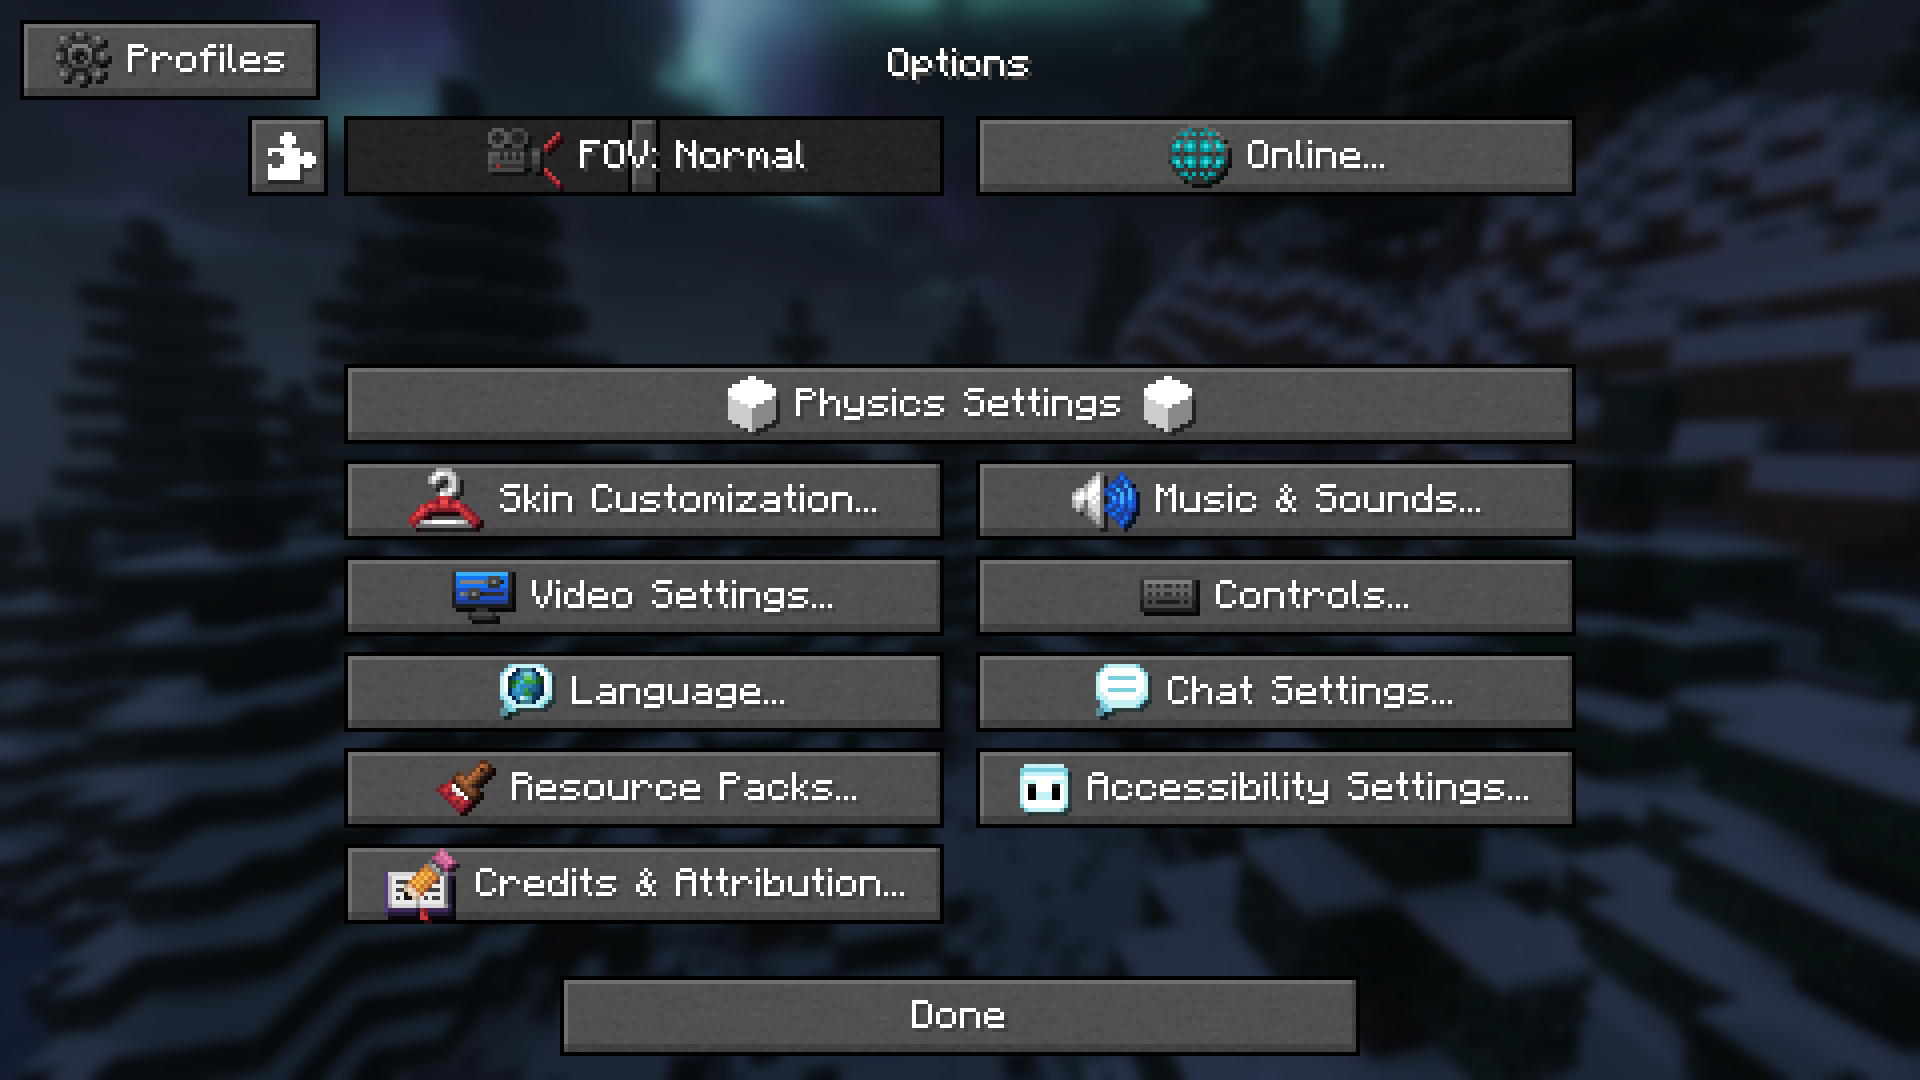 Profiles
Options
FOV: Normal
Online...
Physics Settings
Skin Customization...
Music & Sounds...
Video Settings...
Controls...
Language...
Chat Settings...
Resource Packs...
Accessibility Settings...
Credits & Attribution...
Done